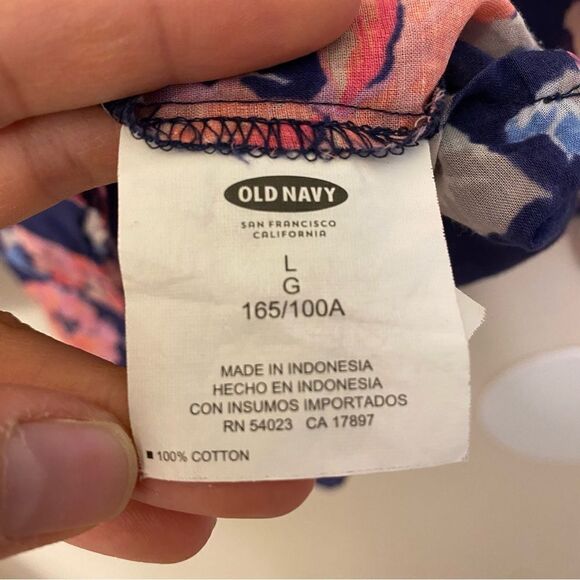 OLD NAVY
SAN FRANCISCO
CALIFORNIA
L
G
165/100A
MADE IN INDONESIA
HECHO EN INDONESIA
CON INSUMOS IMPORTADOS
RN 54023 CA 17897
100% COTTON